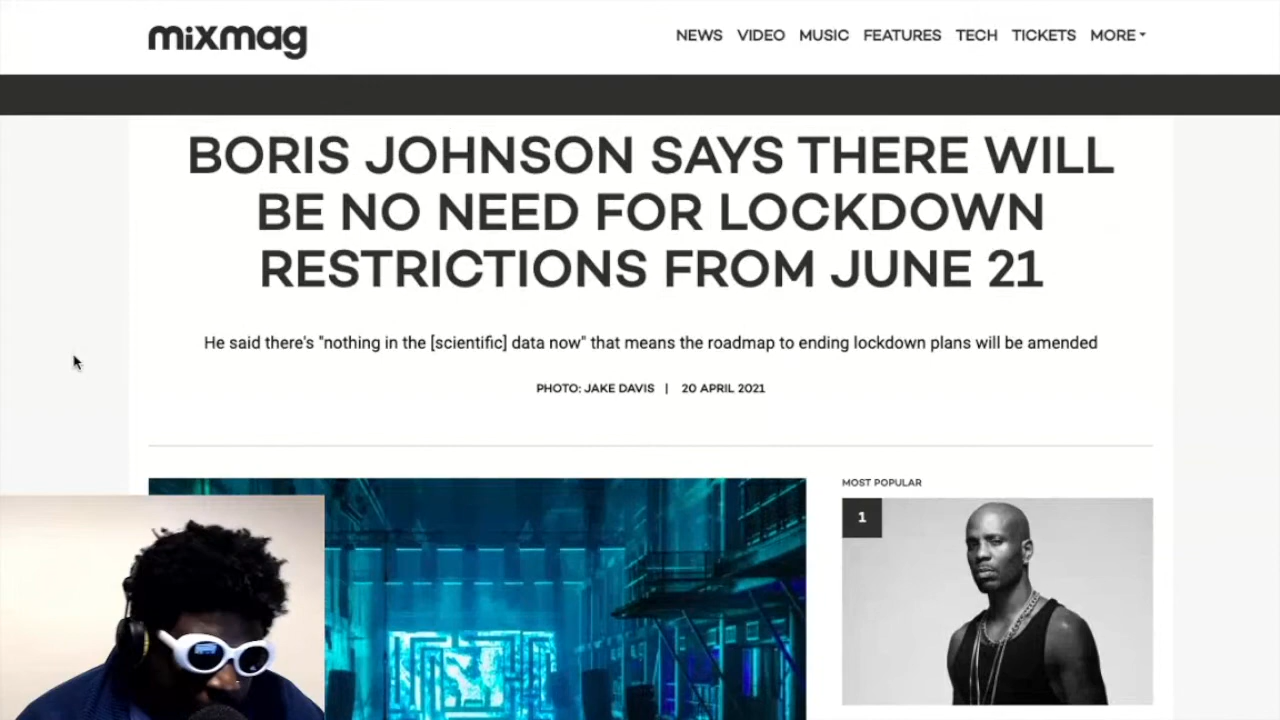 mixmag
NEWS VIDEO MUSIC FEATURES TECH TICKETS MORE
BORIS JOHNSON SAYS THERE WILL
BE NO NEED FOR LOCKDOWN
RESTRICTIONS FROM JUNE 21
He said there's "nothing in the [scientific] data now" that means the roadmap to ending lockdown plans will be amended
PHOTO: JAKE DAVIS | 20 APRIL 2021
MOST POPULAR
1